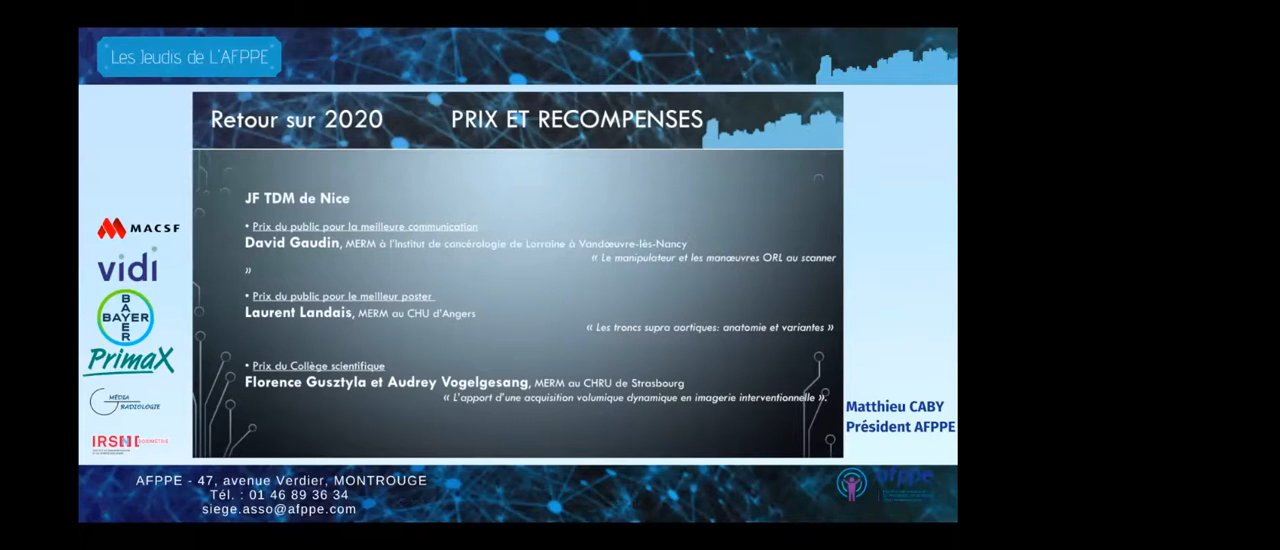 Les Jeudis de L'AFPPE
Retour sur 2020 PRIX ET RECOMPENSES
JF TDM de Nice
• Prix du public pour la meilleure communication
David Gaudin, MERM à l'Institut de cancérologie de Lorraine à Vandœuvre-lès-Nancy
« Le manipulateur et les manœuvres ORL au scanner
»
• Prix du public pour le meilleur poster
Laurent Landais, MERM au CHU d'Angers
« Les troncs supra aortiques: anatomie et variantes »
• Prix du Collège scientifique
Florence Gusztyla et Audrey Vogelgesang, MERM au CHRU de Strasbourg
« L'apport d'une acquisition volumique dynamique en imagerie interventionnelle ».
MACSF
vidi
BAYER
BAYER
PrimaX
MÉDIA
RADIOLOGIE
Matthieu CABY
Président AFPPE
AFPPE - 47, avenue Verdier, MONTROUGE
Tél. : 01 46 89 36 34
siege.asso@afppe.com
afppe